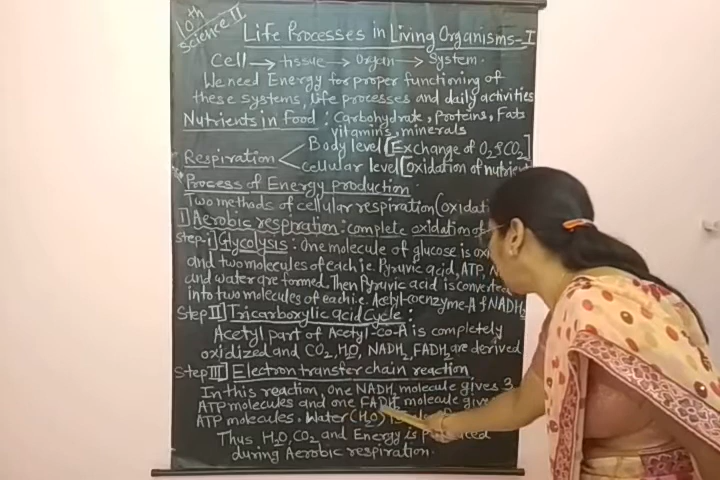 10th
Science II
Life Processes in Living Organisms-I
Cell → tissue → Organ → System.
We need Energy for proper functioning of
these systems, life processes and daily activities
Nutrients in food: Carbohydrate, Proteins, Fats
vitamins, minerals
Respiration
Body level [Exchange of O2 & CO2]
cellular level [oxidation of
Process of Energy production
Two methods of cellular respiration
1] Aerobic respiration: complete oxidation of
Step-I] Glycolysis: One molecule of glucose is
and two molecules of each i.e. Pyruvic acid, ATP,
and water are formed. Then Pyruvic acid is converted
into two molecules of each i.e. Acetyl-coenzyme-A & NADH2
Step II] Tricarboxylic acid Cycle:
Acetyl part of Acetyl-Co-A is completely
oxidized and CO2, H2O, NADH2, FADH2 are derived
Step III] Electron transfer chain reaction
In this reaction, one NADH2 molecule gives 3
ATP molecules and one FADH2 molecule
ATP molecules. Water (H2O) is
Thus H2O, CO2 and Energy is
during Aerobic respiration.